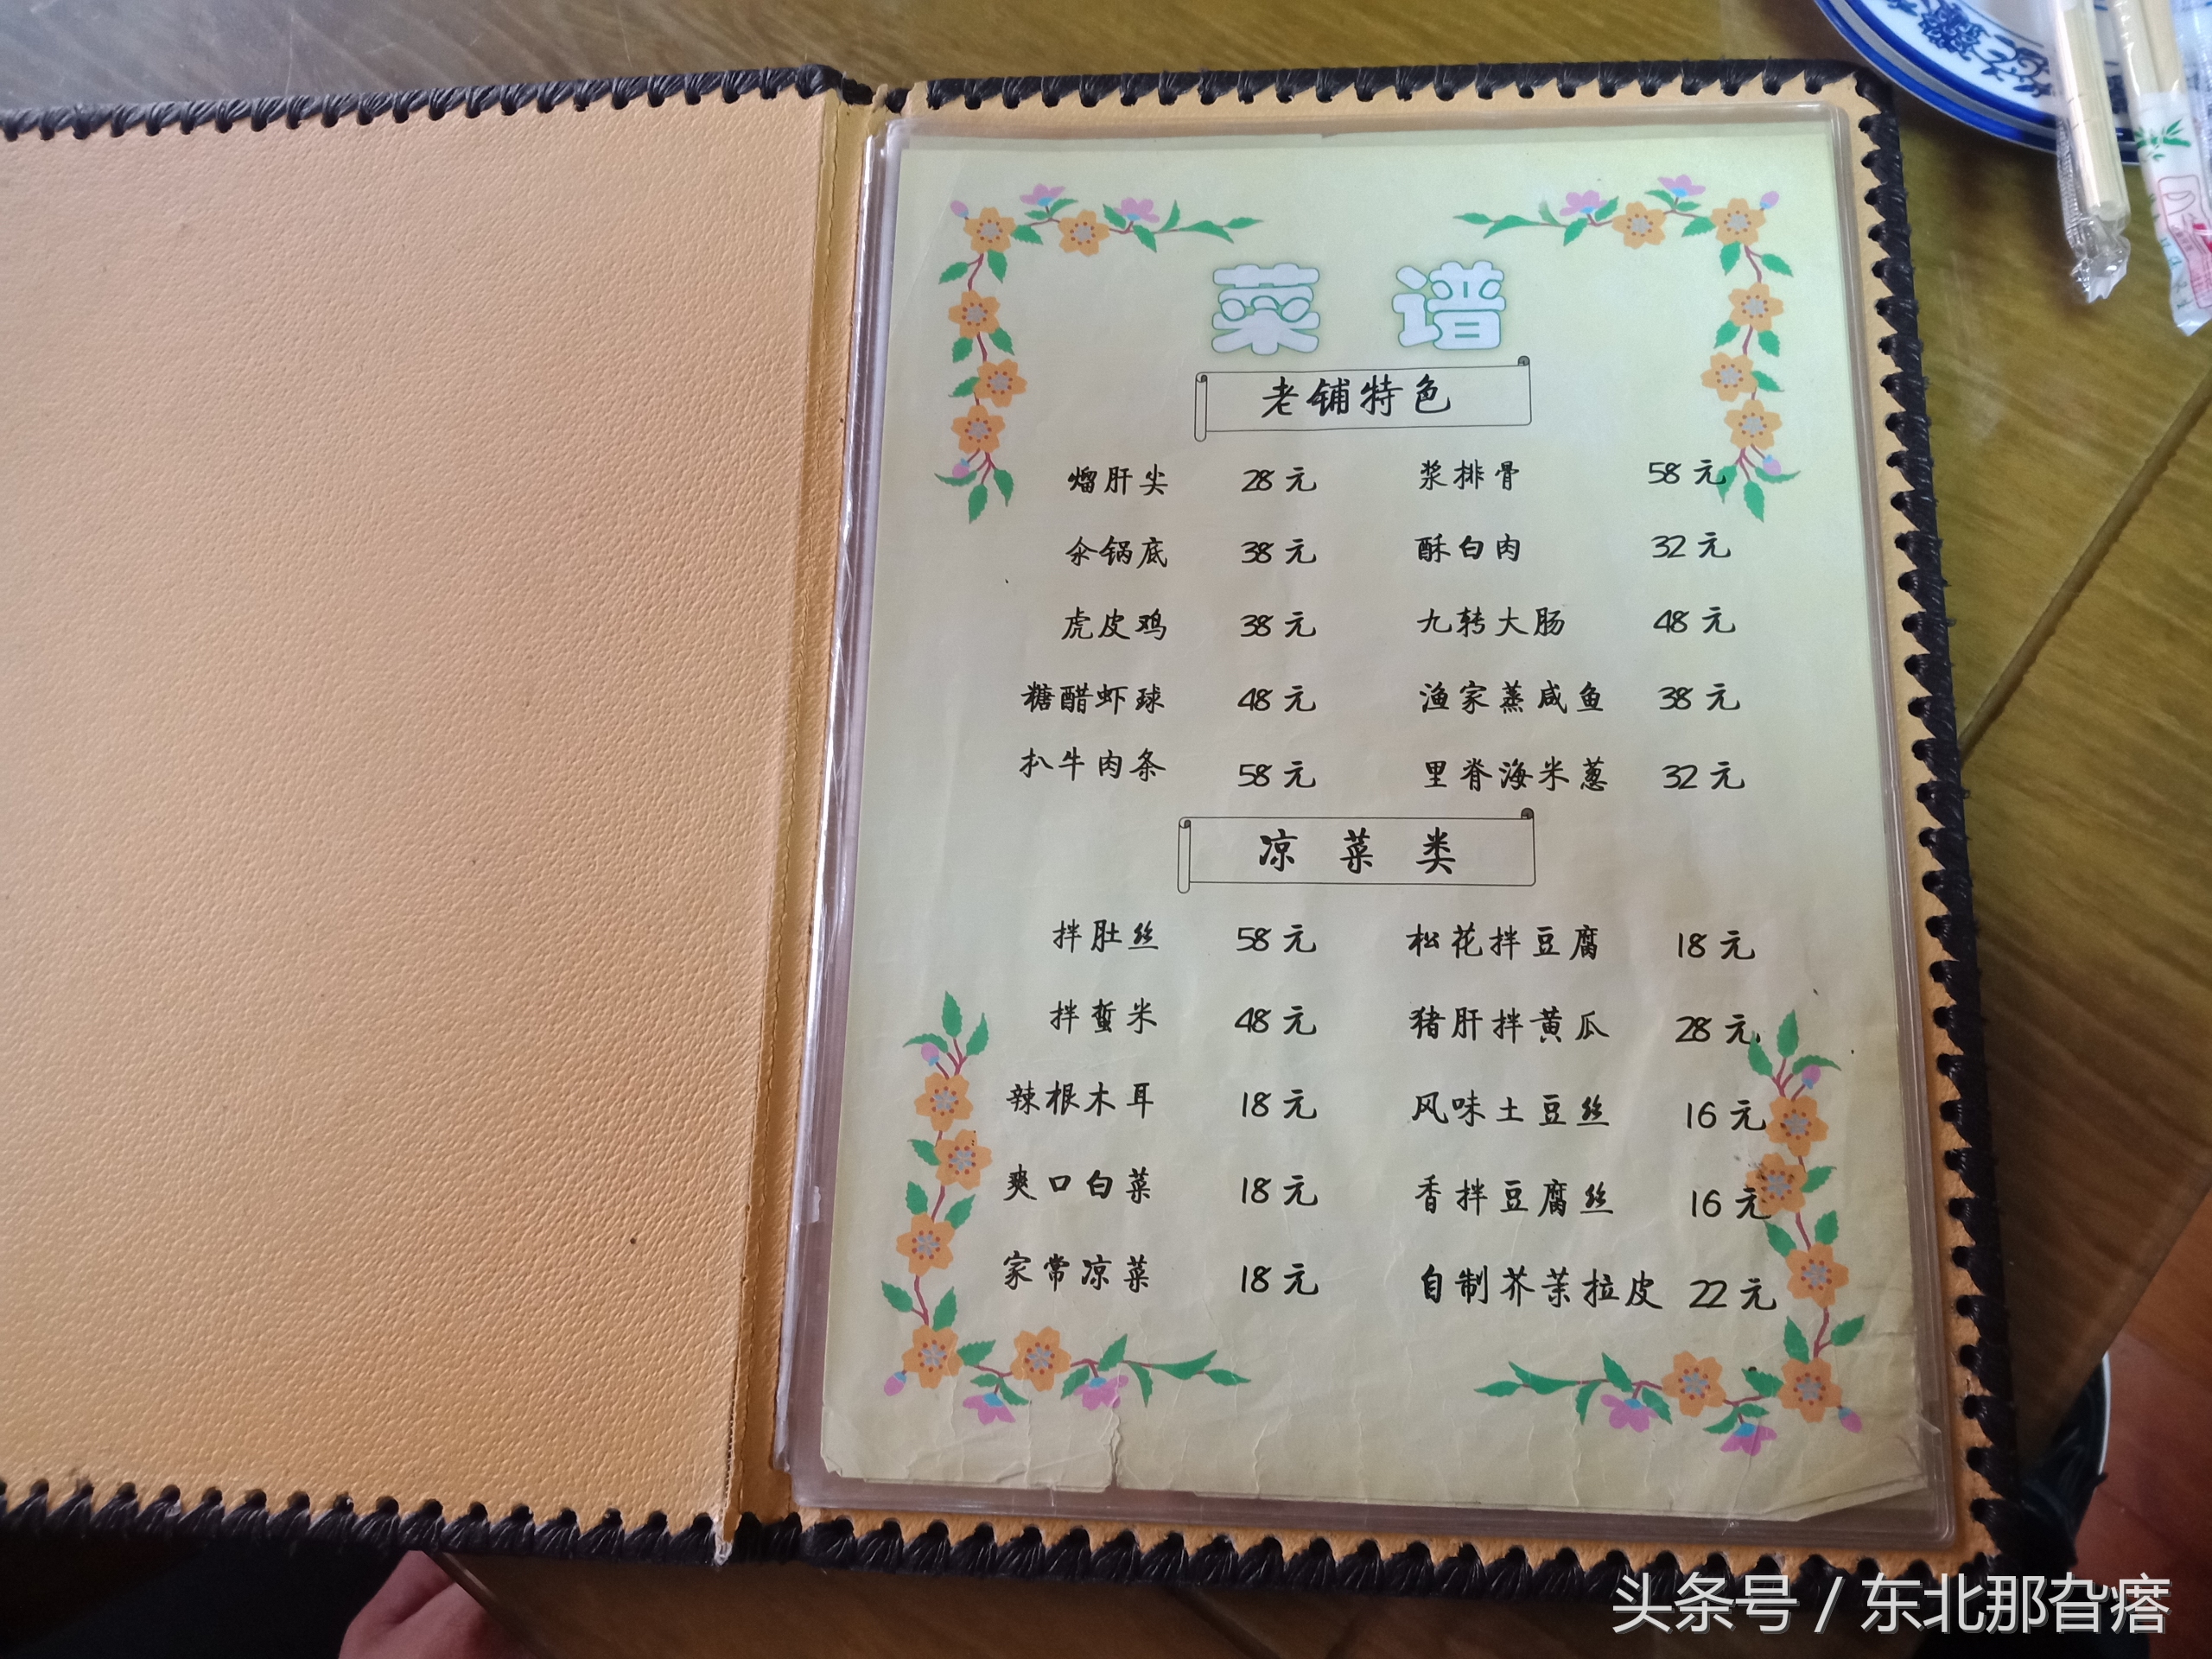 菜 谱
老铺特色
熘肝尖 28元 浆排骨 58元
氽锅底 38元 酥白肉 32元
虎皮鸡 38元 九转大肠 48元
糖醋虾球 48元 渔家蒸咸鱼 38元
扒牛肉条 58元 里脊海米葱 32元
凉 菜 类
拌肚丝 58元 松花拌豆腐 18元
拌蜇米 48元 猪肝拌黄瓜 28元
辣根木耳 18元 风味土豆丝 16元
爽口白菜 18元 香拌豆腐丝 16元
家常凉菜 18元 自制芥茉拉皮 22元
头条号 / 东北那旮瘩